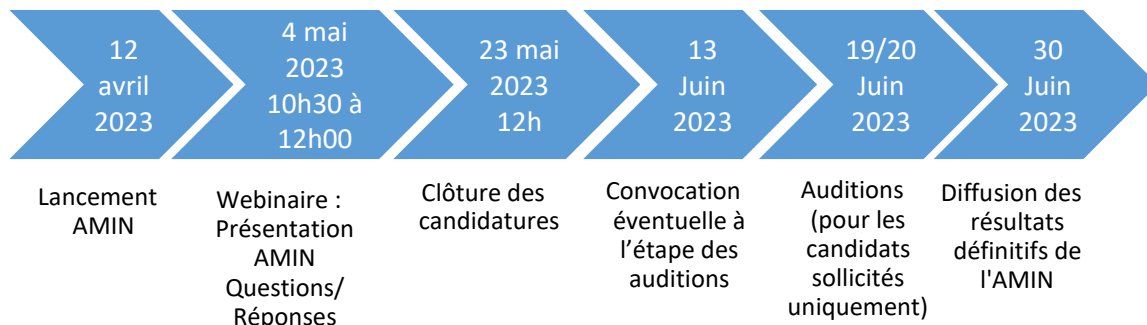 12
avril
2023
4 mai
2023
10h30 à
12h00
23 mai
2023
12h
13
Juin
2023
19/20
Juin
2023
30
Juin
2023
Lancement
AMIN
Webinaire :
Présentation
AMIN
Questions/
Réponses
Clôture des
candidatures
Convocation
éventuelle à
l’étape des
auditions
Auditions
(pour les
candidats
sollicités
uniquement)
Diffusion des
résultats
définitifs de
l'AMIN